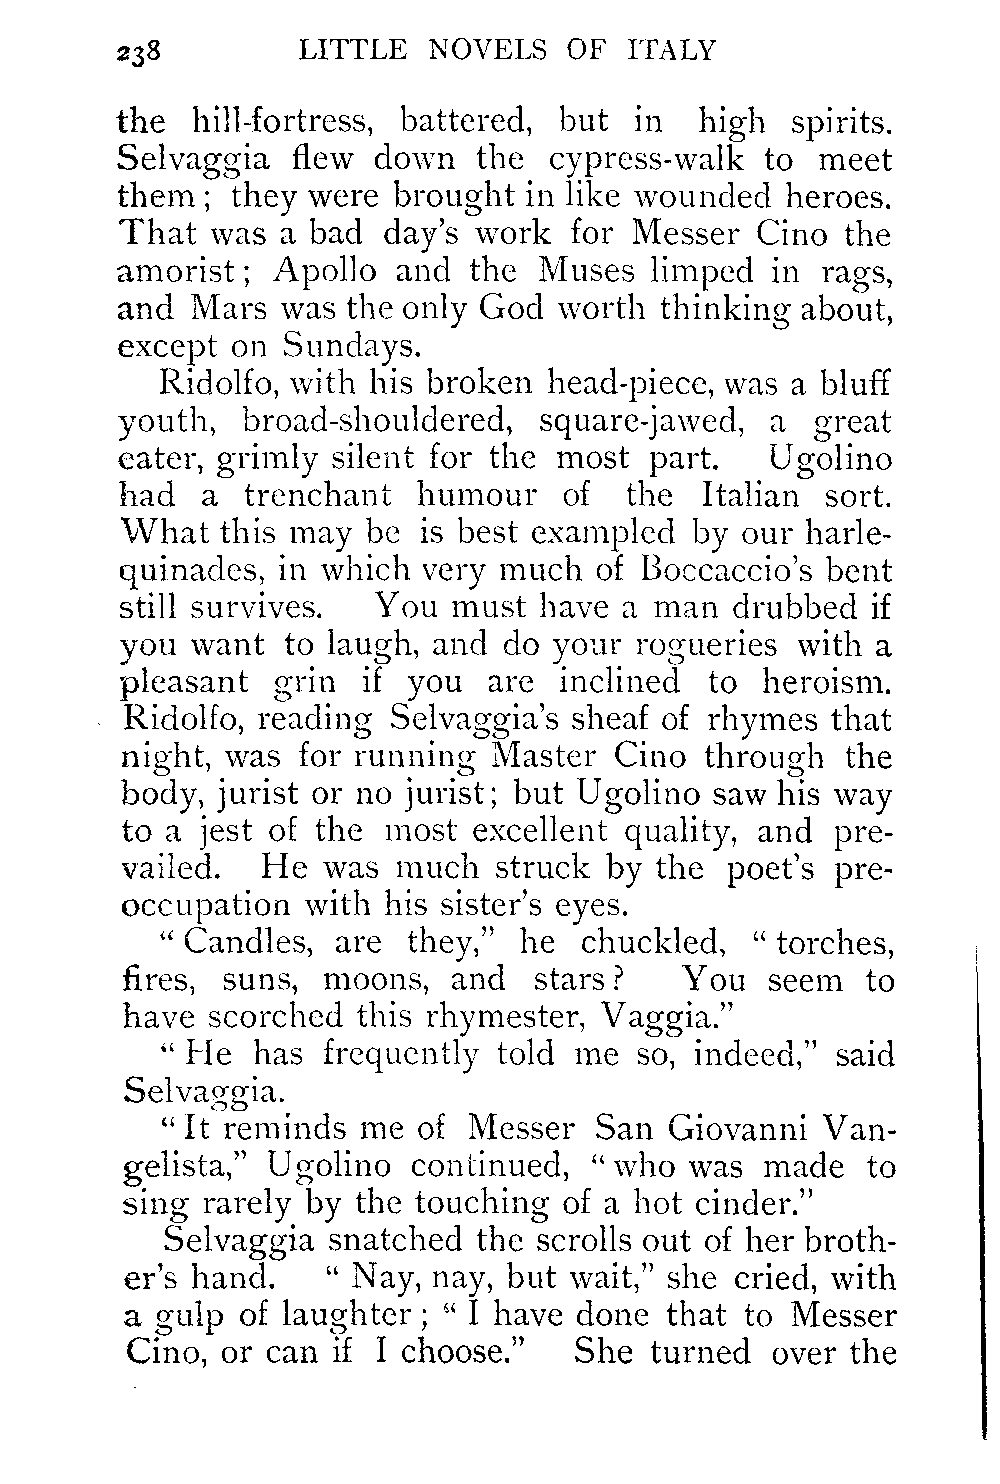 238 LITTLE NOVELS OF ITALY
the hill-fortress, battered, but in high spirits.
Selvaggia flew down the cypress-walk to meet
them; they were brought in like wounded heroes.
That was a bad day's work for Messer Cino the
amorist; Apollo and the Muses limped in rags,
and Mars was the only God worth thinking about,
except on Sundays.
Ridolfo, with his broken head-piece, was a bluff
youth, broad-shouldered, square-jawed, a great
eater, grimly silent for the most part. Ugolino
had a trenchant humour of the Italian sort.
What this may be is best exampled by our harle-
quinades, in which very much of Boccaccio's bent
still survives. You must have a man drubbed if
you want to laugh, and do your rogueries with a
pleasant grin if you are inclined to heroism.
Ridolfo, reading Selvaggia's sheaf of rhymes that
night, was for running Master Cino through the
body, jurist or no jurist; but Ugolino saw his way
to a jest of the most excellent quality, and pre-
vailed. He was much struck by the poet's pre-
occupation with his sister's eyes.
"Candles, are they," he chuckled, "torches,
fires, suns, moons, and stars? You seem to
have scorched this rhymester, Vaggia."
"He has frequently told me so, indeed," said
Selvaggia.
"It reminds me of Messer San Giovanni Van-
gelista," Ugolino continued, "who was made to
sing rarely by the touching of a hot cinder."
Selvaggia snatched the scrolls out of her broth-
er's hand. "Nay, nay, but wait," she cried, with
a gulp of laughter; "I have done that to Messer
Cino, or can if I choose." She turned over the